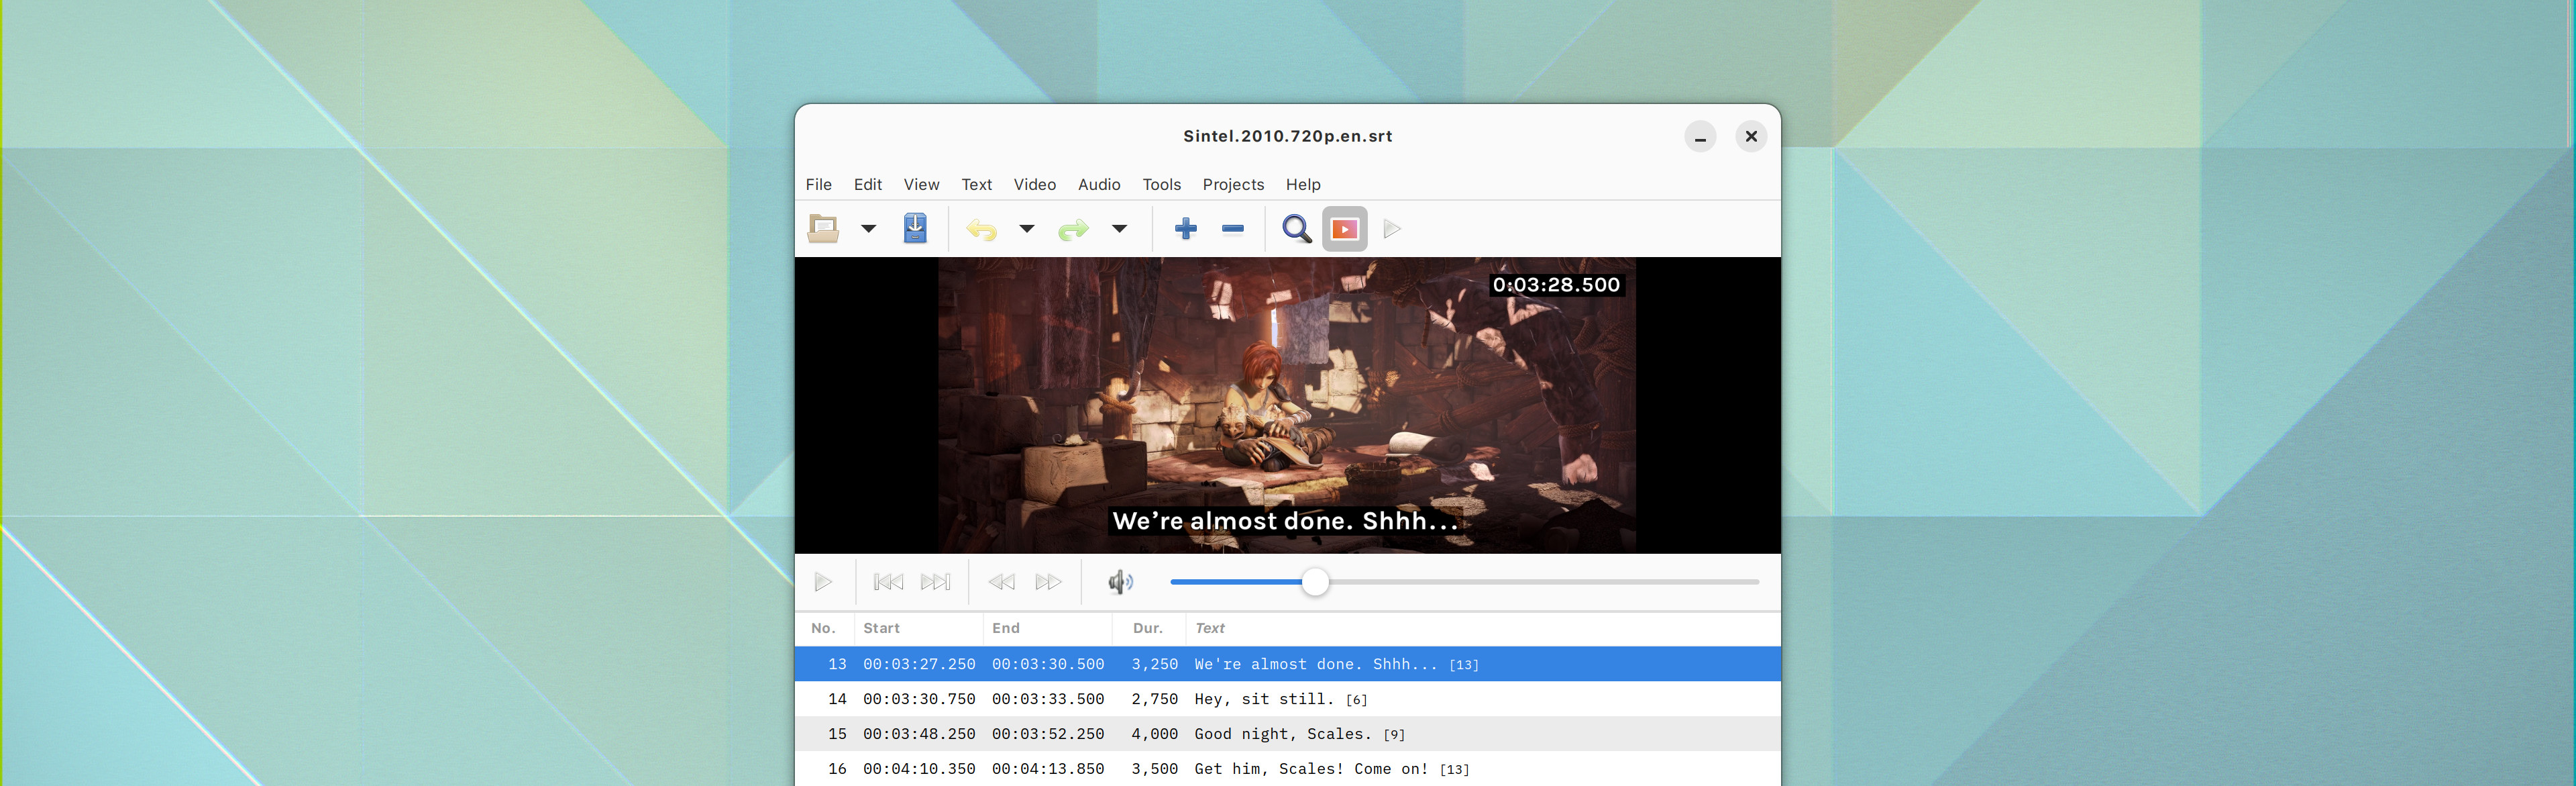 Sintel.2010.720p.en.srt
File Edit View Text Video Audio Tools Projects Help
0:03:28.500
We’re almost done. Shhh...
No. Start End Dur. Text
13 00:03:27.250 00:03:30.500 3,250 We're almost done. Shhh... [13]
14 00:03:30.750 00:03:33.500 2,750 Hey, sit still. [6]
15 00:03:48.250 00:03:52.250 4,000 Good night, Scales. [9]
16 00:04:10.350 00:04:13.850 3,500 Get him, Scales! Come on! [13]